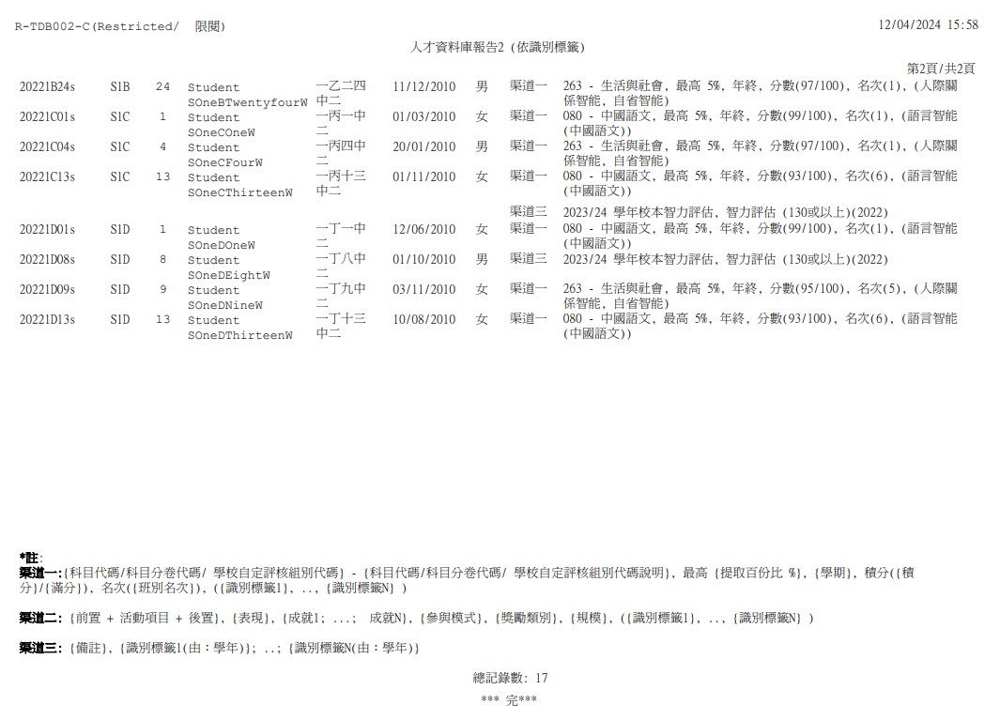 R-TDB002-C(Restricted/ 限閱)
12/04/2024 15:58
人才資料庫報告2 (依識別標籤)
第2頁/共2頁
20221B24s S1B 24 Student 一乙二四 11/12/2010 男 渠道一 263 - 生活與社會, 最高 5%, 年終, 分數(97/100), 名次(1), (人際關
SOneBTwentyfourW 中二 係智能, 自省智能)
20221C01s S1C 1 Student 一丙一中 01/03/2010 女 渠道一 080 - 中國語文, 最高 5%, 年終, 分數(99/100), 名次(1), (語言智能
SOneCOneW 二 (中國語文))
20221C04s S1C 4 Student 一丙四中 20/01/2010 男 渠道一 263 - 生活與社會, 最高 5%, 年終, 分數(97/100), 名次(1), (人際關
SOneCFourW 二 係智能, 自省智能)
20221C13s S1C 13 Student 一丙十三 01/11/2010 女 渠道一 080 - 中國語文, 最高 5%, 年終, 分數(93/100), 名次(6), (語言智能
SOneCThirteenW 中二 (中國語文))
渠道三 2023/24 學年校本智力評估, 智力評估 (130或以上)(2022)
20221D01s S1D 1 Student 一丁一中 12/06/2010 女 渠道一 080 - 中國語文, 最高 5%, 年終, 分數(99/100), 名次(1), (語言智能
SOneDOneW 二 (中國語文))
20221D08s S1D 8 Student 一丁八中 01/10/2010 男 渠道三 2023/24 學年校本智力評估, 智力評估 (130或以上)(2022)
SOneDEightW 二
20221D09s S1D 9 Student 一丁九中 03/11/2010 女 渠道一 263 - 生活與社會, 最高 5%, 年終, 分數(95/100), 名次(5), (人際關
SOneDNineW 二 係智能, 自省智能)
20221D13s S1D 13 Student 一丁十三 10/08/2010 女 渠道一 080 - 中國語文, 最高 5%, 年終, 分數(93/100), 名次(6), (語言智能
SOneDThirteenW 中二 (中國語文))
*註:
渠道一:{科目代碼/科目分卷代碼/ 學校自定評核組別代碼} - {科目代碼/科目分卷代碼/ 學校自定評核組別代碼說明}, 最高 {提取百份比 %}, {學期}, 積分({積
分}/{滿分}), 名次({班別名次}), ({識別標籤1}, .., {識別標籤N} )
渠道二: {前置 + 活動項目 + 後置}, {表現}, {成就1; ...; 成就N}, {參與模式}, {獎勵類別}, {規模}, ({識別標籤1}, .., {識別標籤N} )
渠道三: {備註}, {識別標籤1(由：學年)}; ..; {識別標籤N(由：學年)}
總記錄數: 17
*** 完***